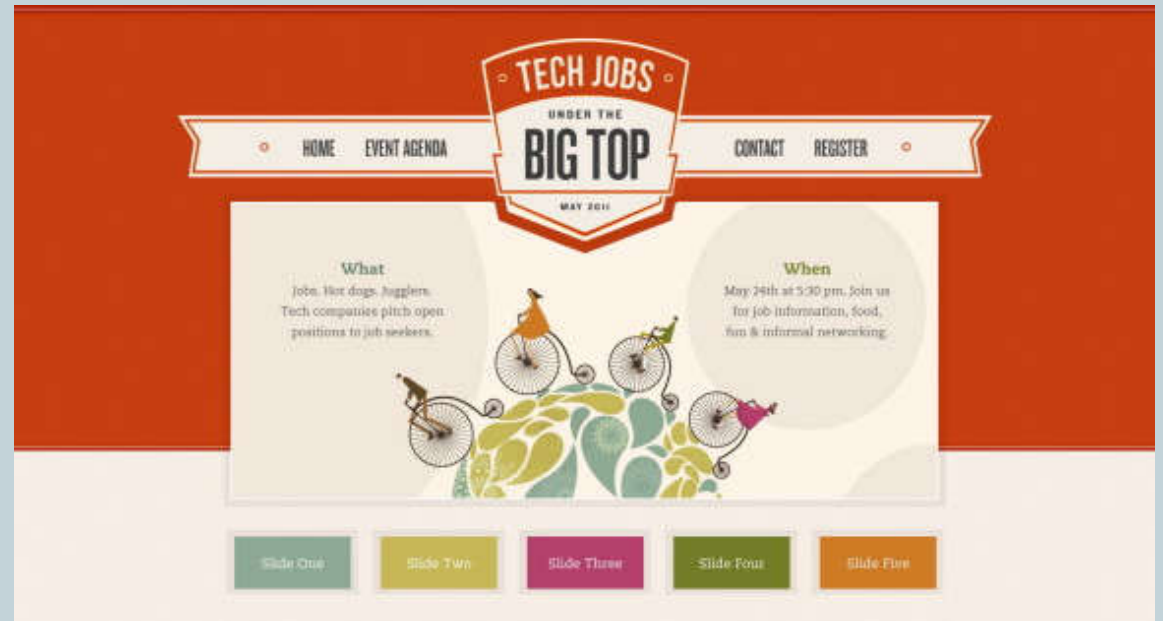 TECH JOBS
UNDER THE
BIG TOP
MAY 2011
HOME EVENT AGENDA CONTACT REGISTER
What
Jobs. Hot dogs. Jugglers.
Tech companies pitch open
positions to job seekers.
When
May 24th at 5:30 pm. Join us
for job information, food,
fun & informal networking.
Slide One Slide Two Slide Three Slide Four Slide Five